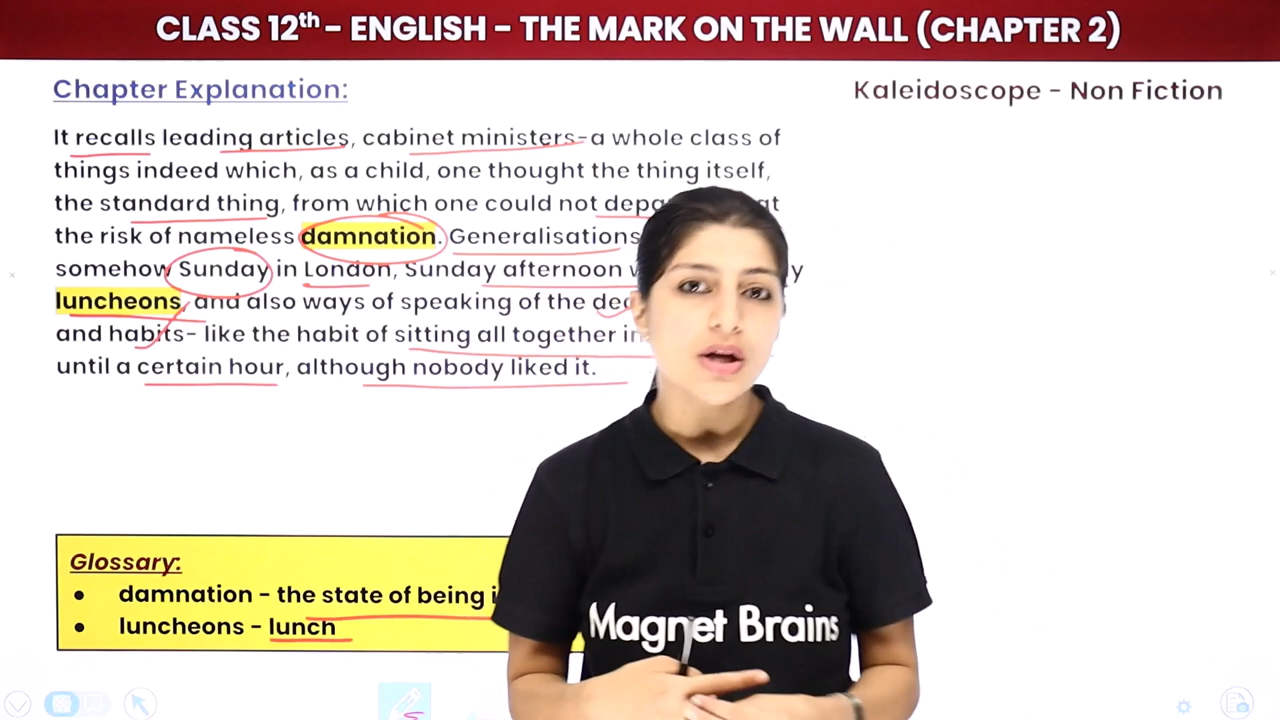 CLASS 12th – ENGLISH – THE MARK ON THE WALL (CHAPTER 2)
Chapter Explanation:
Kaleidoscope - Non Fiction
It recalls leading articles, cabinet ministers-a whole class of
things indeed which, as a child, one thought the thing itself,
the standard thing, from which one could not
the risk of nameless damnation. Generalisations
somehow Sunday in London, Sunday afternoon
luncheons, and also ways of speaking of the
and habits- like the habit of sitting all together
until a certain hour, although nobody liked it.
Glossary:
• damnation - the state of being
• luncheons - lunch
Magnet Brains